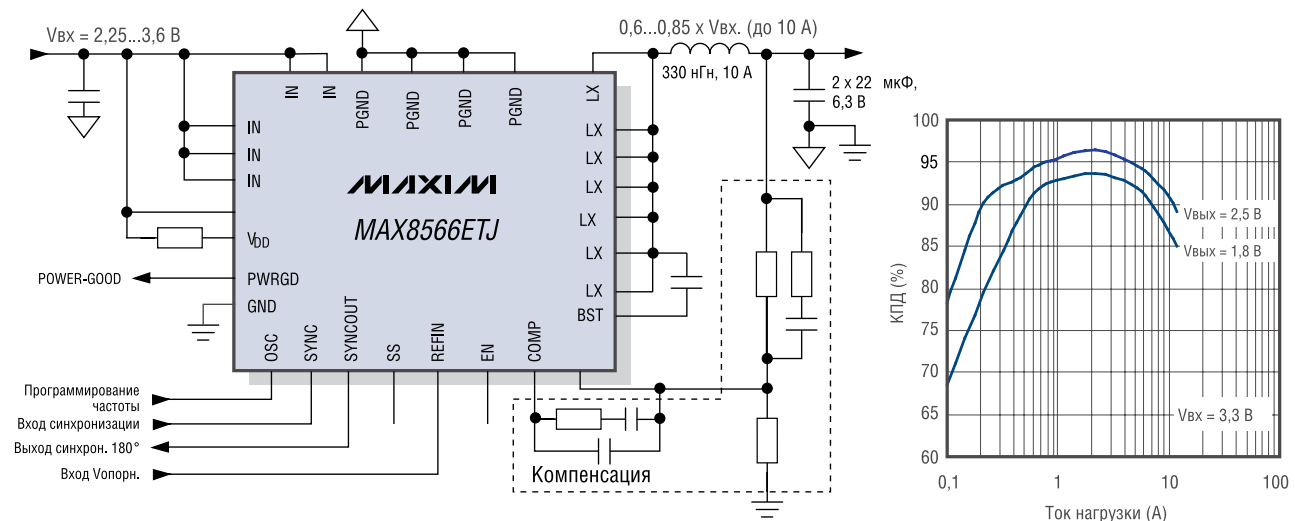 Vвх = 2,25...3,6 В
0,6...0,85 x Vвх. (до 10 А)
330 нГн, 10 А
2 x 22 мкФ,
6,3 В
IN
IN
PGND
PGND
PGND
PGND
LX
IN
IN
IN
LX
LX
LX
LX
LX
LX
BST
MAXIM
MAX8566ETJ
VDD
PWRGD
GND
POWER-GOOD
OSC
SYNC
SYNCOUT
SS
REFIN
EN
COMP
Программирование
частоты
Вход синхронизации
Выход синхрон. 180°
Вход Vопорн.
Компенсация
КПД (%)
100
95
90
85
80
75
70
65
60
Vвых = 2,5 В
Vвых = 1,8 В
Vвх = 3,3 В
0,1
1
10
100
Ток нагрузки (А)